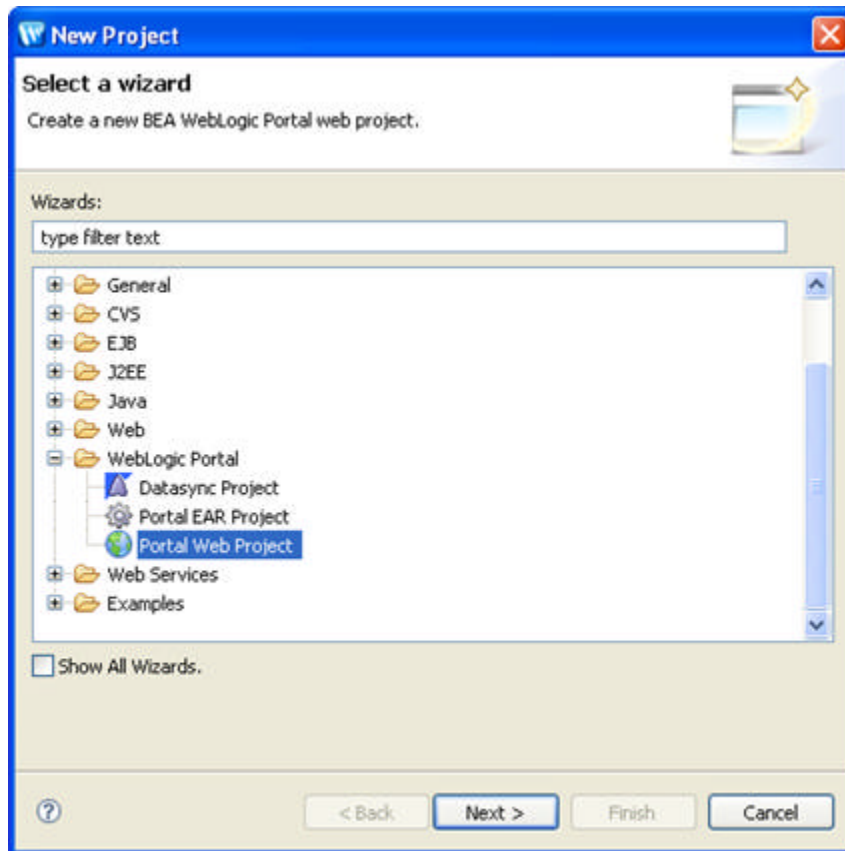 New Project
Select a wizard
Create a new BEA WebLogic Portal web project.
Wizards:
type filter text
General
CVS
EJB
J2EE
Java
Web
WebLogic Portal
Datasync Project
Portal EAR Project
Portal Web Project
Web Services
Examples
Show All Wizards.
? < Back Next > Finish Cancel